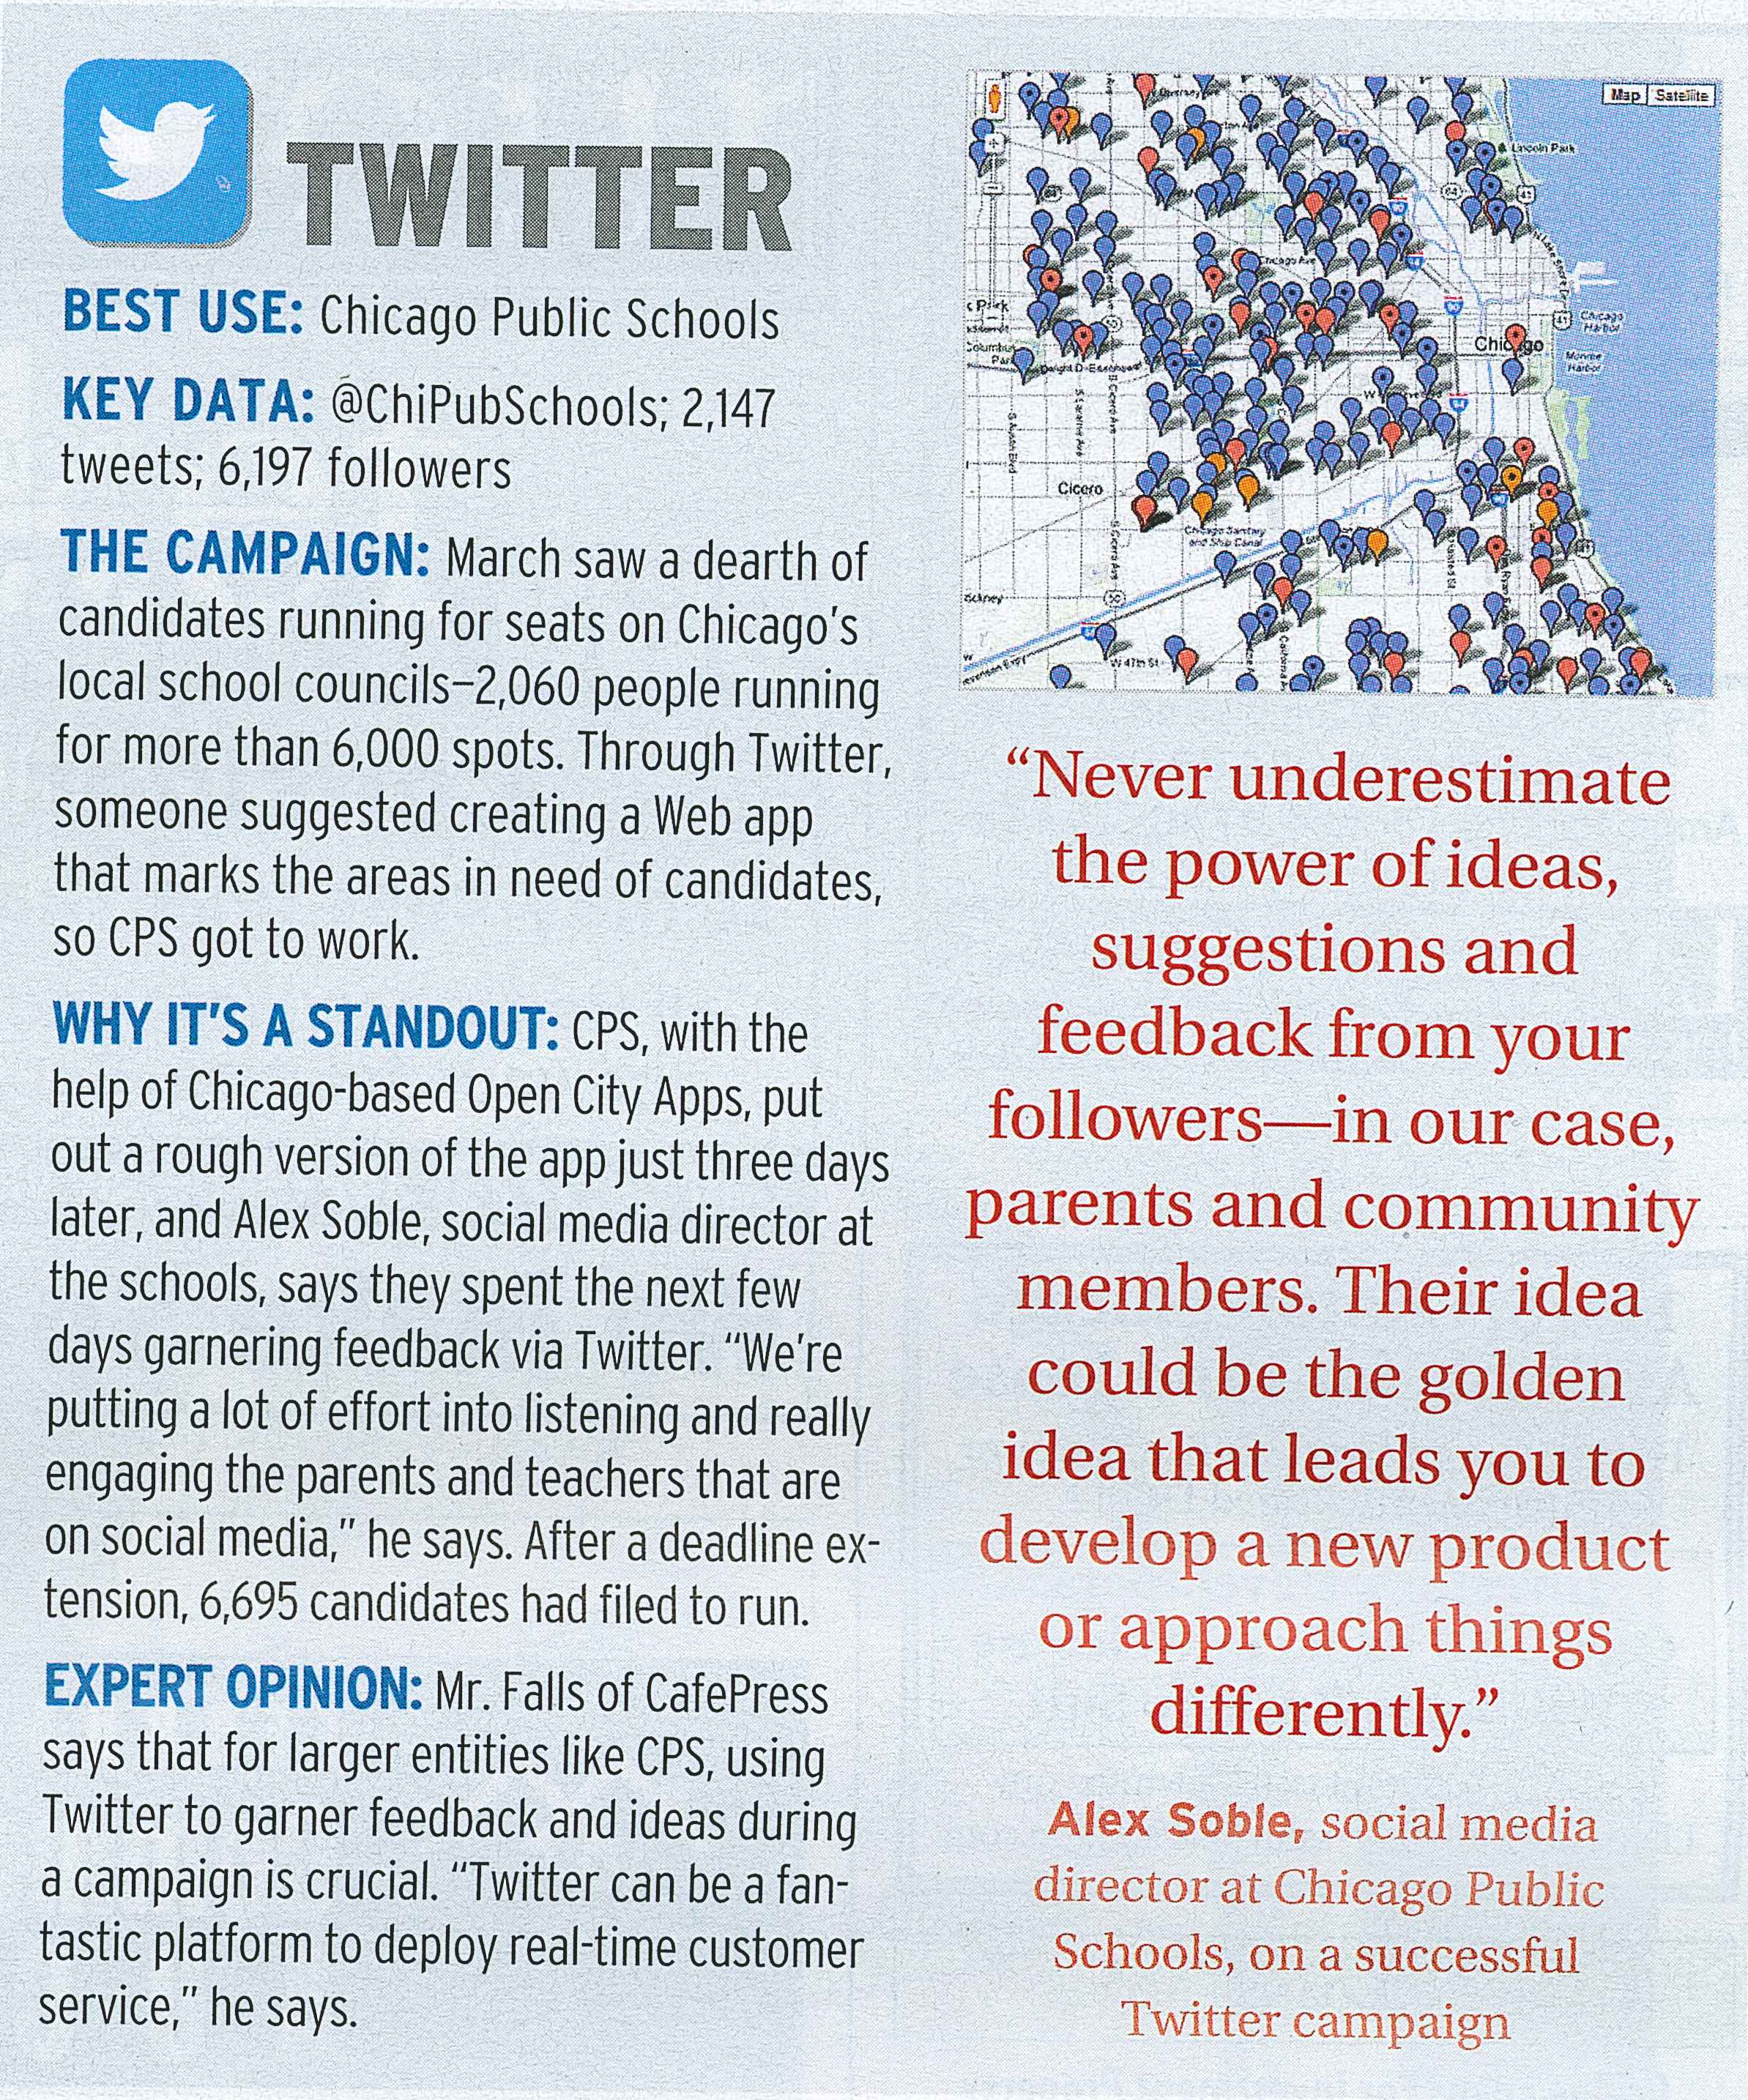 TWITTER
BEST USE: Chicago Public Schools
KEY DATA: @ChiPubSchools; 2,147
tweets; 6,197 followers
THE CAMPAIGN: March saw a dearth of
candidates running for seats on Chicago's
local school councils—2,060 people running
for more than 6,000 spots. Through Twitter,
someone suggested creating a Web app
that marks the areas in need of candidates,
so CPS got to work.
WHY IT'S A STANDOUT: CPS, with the
help of Chicago-based Open City Apps, put
out a rough version of the app just three days
later, and Alex Soble, social media director at
the schools, says they spent the next few
days garnering feedback via Twitter. "We're
putting a lot of effort into listening and really
engaging the parents and teachers that are
on social media," he says. After a deadline ex-
tension, 6,695 candidates had filed to run.
EXPERT OPINION: Mr. Falls of CafePress
says that for larger entities like CPS, using
Twitter to garner feedback and ideas during
a campaign is crucial. "Twitter can be a fan-
tastic platform to deploy real-time customer
service," he says.
Map Satellite
Lincoln Park
Chicago Ave
Chicago
Harbor
Monroe
Harbor
Columbus
Park
Cicero
Chicago Sanitary
and Ship Canal
W 47th St
“Never underestimate
the power of ideas,
suggestions and
feedback from your
followers—in our case,
parents and community
members. Their idea
could be the golden
idea that leads you to
develop a new product
or approach things
differently.”
Alex Soble, social media
director at Chicago Public
Schools, on a successful
Twitter campaign